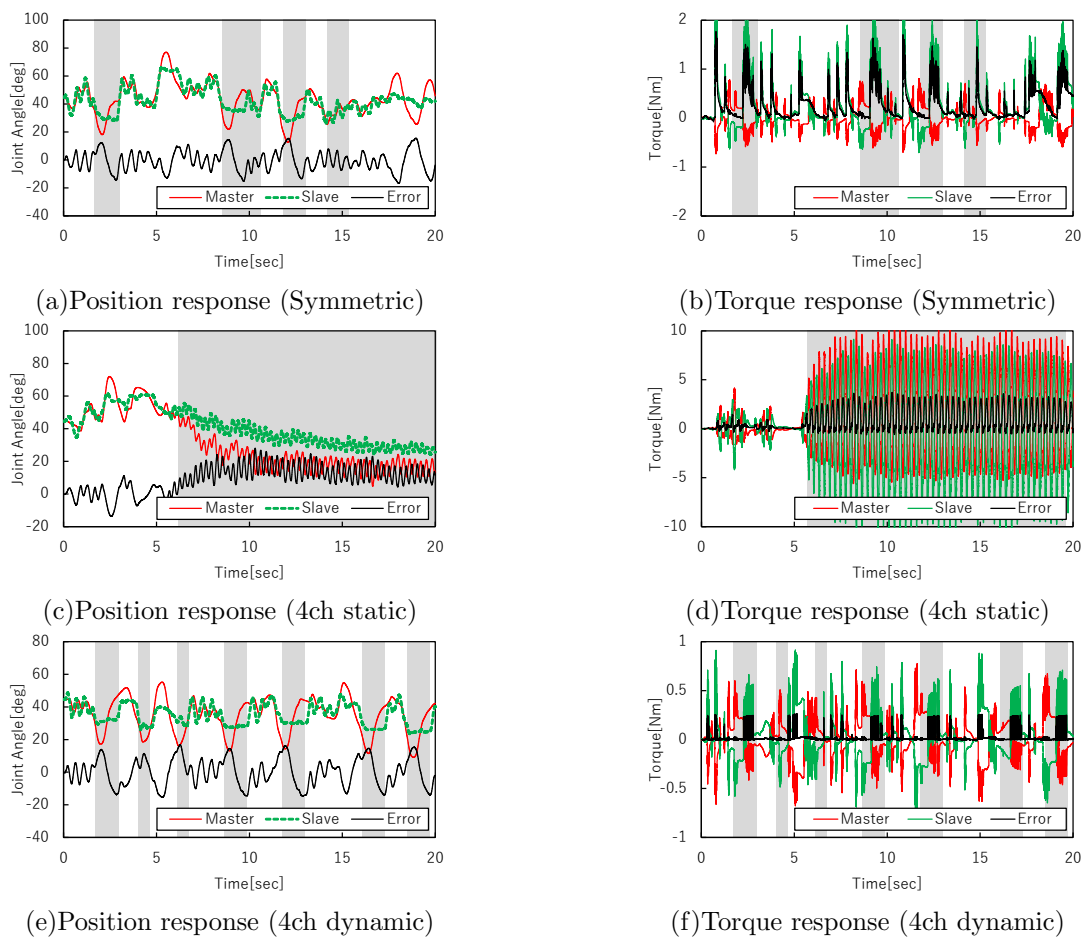 100
80
60
40
20
0
-20
-40
Joint Angle[deg]
Master Slave Error
0 5 10 15 20
Time[sec]
(a)Position response (Symmetric)
2
1
0
-1
-2
Torque[Nm]
Master Slave Error
0 5 10 15 20
Time[sec]
(b)Torque response (Symmetric)
100
80
60
40
20
0
-20
Joint Angle[deg]
Master Slave Error
0 5 10 15 20
Time[sec]
(c)Position response (4ch static)
10
5
0
-5
-10
Torque[Nm]
Master Slave Error
0 5 10 15 20
Time[sec]
(d)Torque response (4ch static)
80
60
40
20
0
-20
-40
Joint Angle[deg]
Master Slave Error
0 5 10 15 20
Time[sec]
(e)Position response (4ch dynamic)
1
0.5
0
-0.5
-1
Torque[Nm]
Master Slave Error
0 5 10 15 20
Time[sec]
(f)Torque response (4ch dynamic)